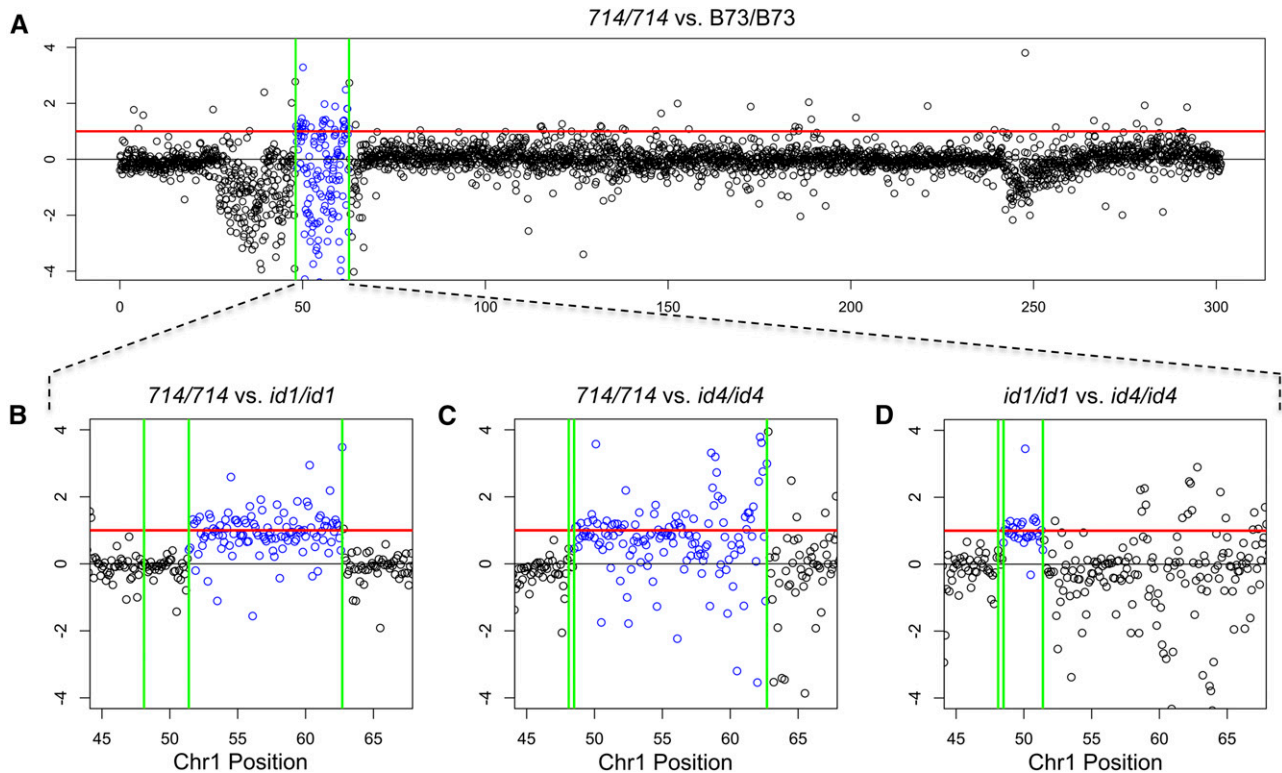 A
714/714 vs. B73/B73
4
2
0
-2
-4
0 50 100 150 200 250 300
B
714/714 vs. id1/id1
4
2
0
-2
-4
45 50 55 60 65
Chr1 Position
C
714/714 vs. id4/id4
4
2
0
-2
-4
45 50 55 60 65
Chr1 Position
D
id1/id1 vs. id4/id4
4
2
0
-2
-4
45 50 55 60 65
Chr1 Position